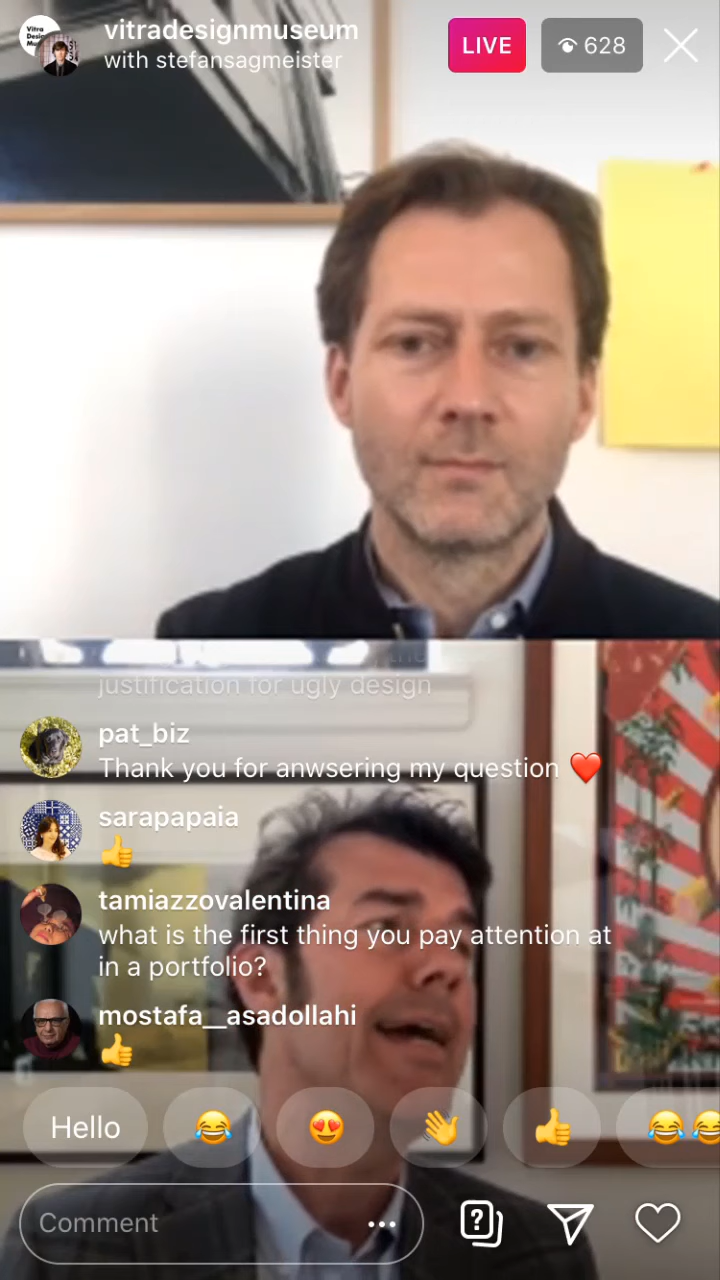 Vitra
vitradesignmuseum
with stefansagmeister
LIVE
628
justification for ugly design
pat_biz
Thank you for anwsering my question ❤️
sarapapaia
👍
tamiazzovalentina
what is the first thing you pay attention at
in a portfolio?
mostafa__asadollahi
👍
Hello 😂 😍 👋 👍 😂😂
Comment